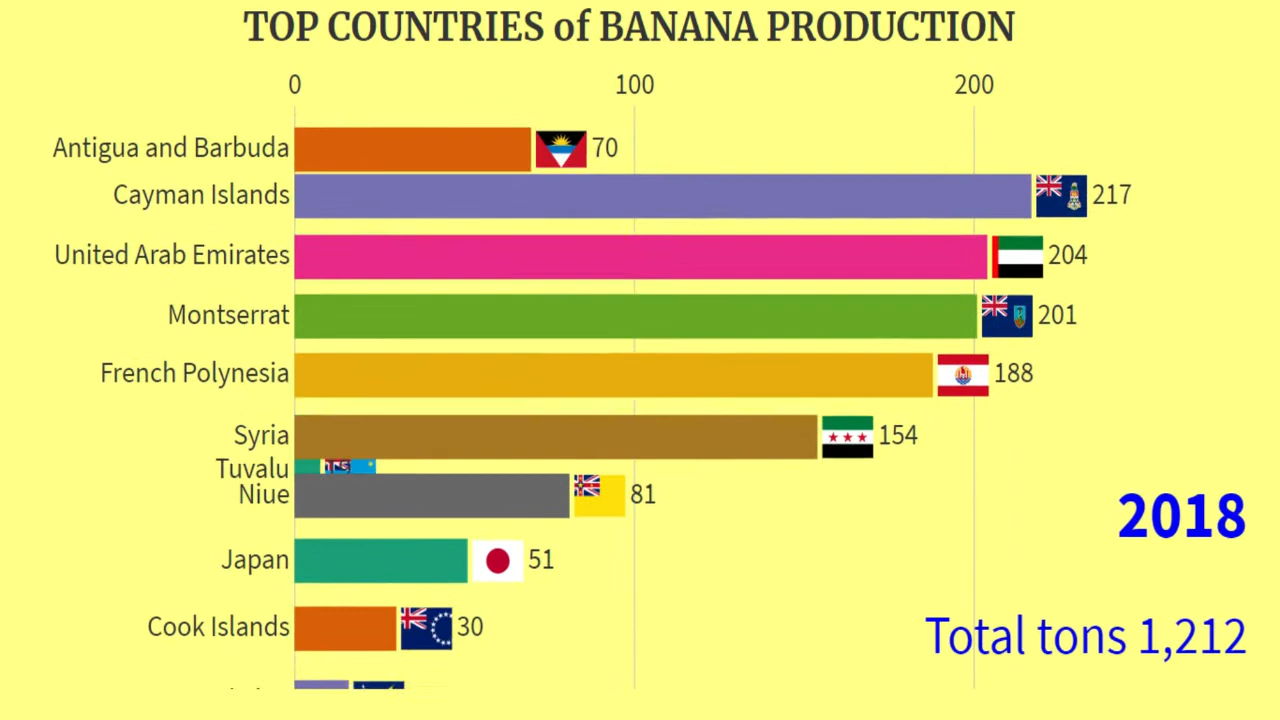 TOP COUNTRIES of BANANA PRODUCTION
0 100 200
Antigua and Barbuda 70
Cayman Islands 217
United Arab Emirates 204
Montserrat 201
French Polynesia 188
Syria 154
Tuvalu
Niue 81
2018
Japan 51
Cook Islands 30
Total tons 1,212